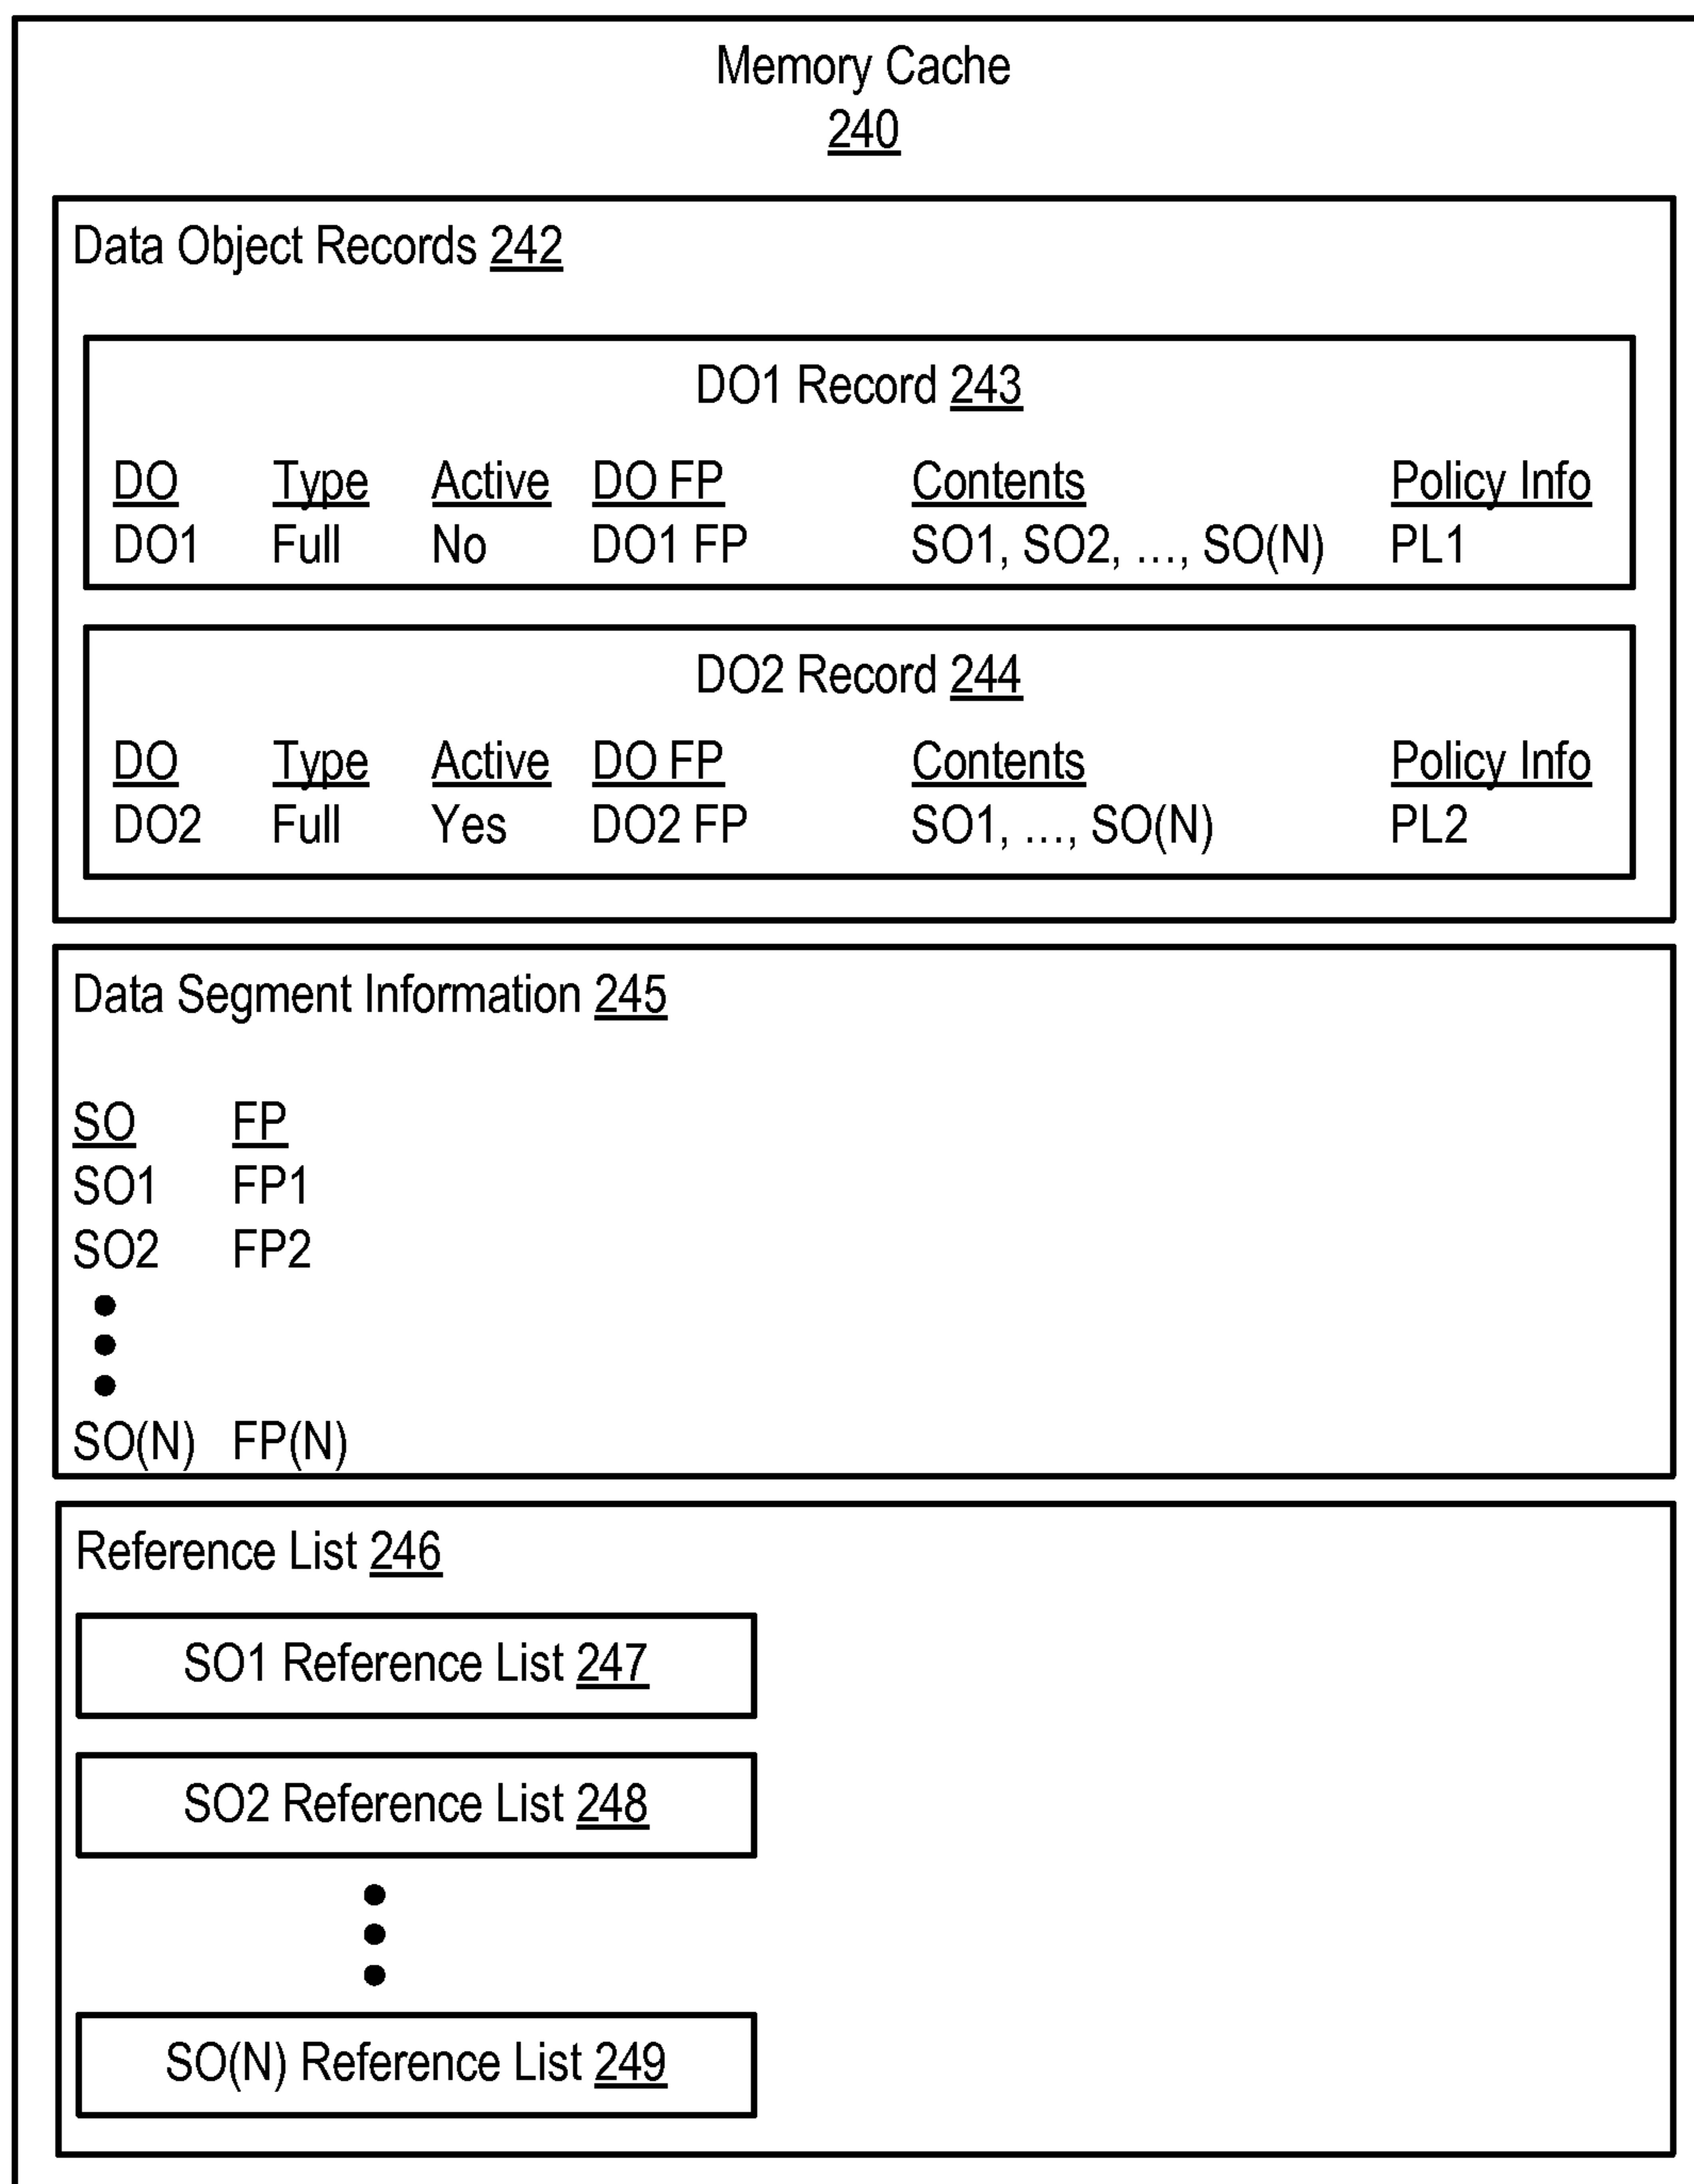 Memory Cache
240
Data Object Records 242
DO1 Record 243
DO Type Active DO FP Contents Policy Info
DO1 Full No DO1 FP SO1, SO2, ..., SO(N) PL1
DO2 Record 244
DO Type Active DO FP Contents Policy Info
DO2 Full Yes DO2 FP SO1, ..., SO(N) PL2
Data Segment Information 245
SO FP
SO1 FP1
SO2 FP2
SO(N) FP(N)
Reference List 246
SO1 Reference List 247
SO2 Reference List 248
SO(N) Reference List 249